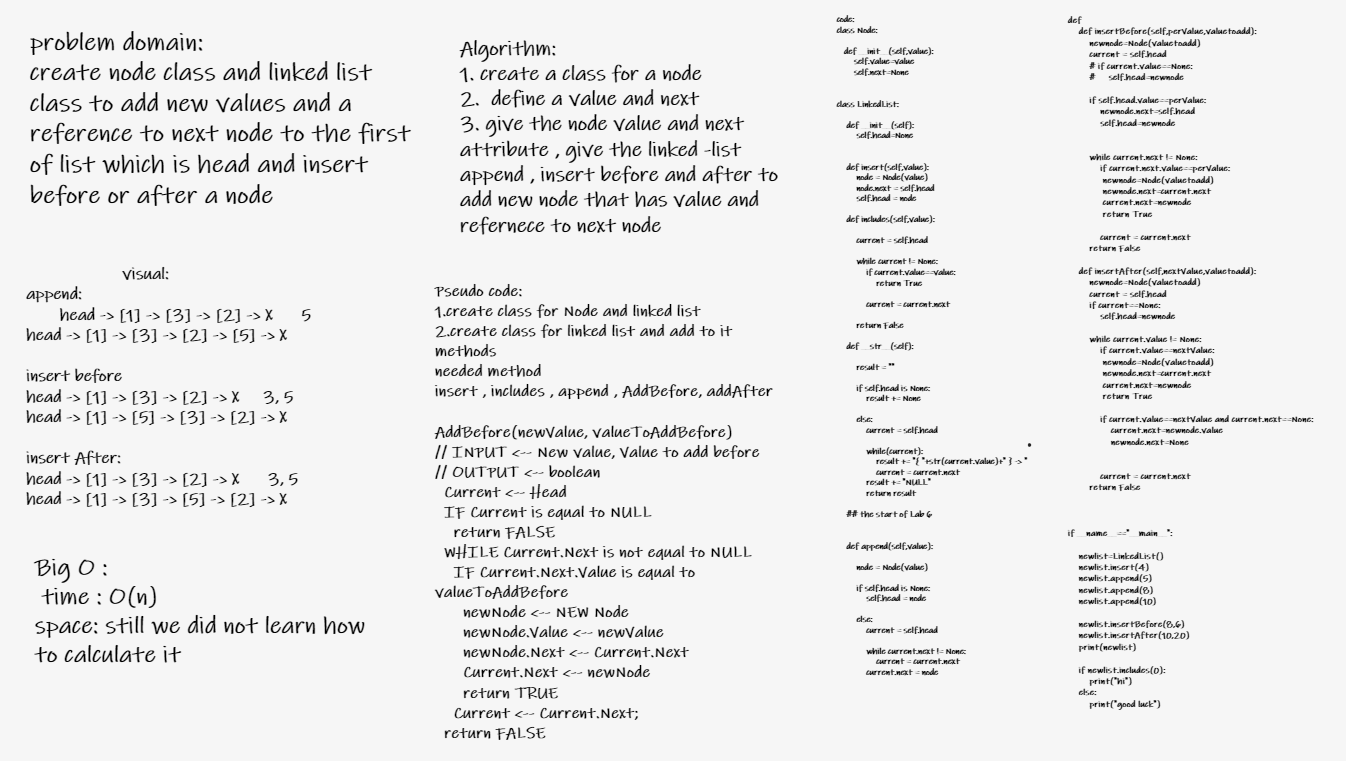 problem domain:
create node class and linked list
class to add new values and a
reference to next node to the first
of list which is head and insert
before or after a node
visual:
append:
head -> [1] -> [3] -> [2] -> X 5
head -> [1] -> [3] -> [2] -> [5] -> X
insert before
head -> [1] -> [3] -> [2] -> X 3, 5
head -> [1] -> [5] -> [3] -> [2] -> X
insert After:
head -> [1] -> [3] -> [2] -> X 3, 5
head -> [1] -> [3] -> [5] -> [2] -> X
Big O :
time : O(n)
space: still we did not learn how
to calculate it
Algorithm:
1. create a class for a node
2. define a value and next
3. give the node value and next
attribute , give the linked -list
append , insert before and after to
add new node that has value and
refernece to next node
Pseudo code:
1.create class for Node and linked list
2.create class for linked list and add to it
methods
needed method
insert , includes , append , AddBefore, addAfter
AddBefore(newValue, valueToAddBefore)
// INPUT <-- New value, Value to add before
// OUTPUT <-- boolean
Current <-- Head
IF Current is equal to NULL
return FALSE
WHILE Current.Next is not equal to NULL
IF Current.Next.Value is equal to
valueToAddBefore
newNode <-- NEW Node
newNode.Value <-- newValue
newNode.Next <-- Current.Next
Current.Next <-- newNode
return TRUE
Current <-- Current.Next;
return FALSE
code:
class Node:
def __init__(self,value):
self.value=value
self.next=None
class LinkedList:
def __init__(self):
self.head=None
def insert(self,value):
node = Node(value)
node.next = self.head
self.head = node
def includes(self,value):
current = self.head
while current != None:
if current.value==value:
return True
current = current.next
return False
def __str__(self):
result = ""
if self.head is None:
result += None
else:
current = self.head
while(current):
result += "{ "+str(current.value)+" } -> "
current = current.next
result += "NULL"
return result
## the start of Lab 6
def append(self,value):
node = Node(value)
if self.head is None:
self.head = node
else:
current = self.head
while current.next != None:
current = current.next
current.next = node
def
def insertBefore(self,perValue,valuetoadd):
newnode=Node(valuetoadd)
current = self.head
# if current.value==None:
# self.head=newnode
if self.head.value==perValue:
newnode.next=self.head
self.head=newnode
while current.next != None:
if current.next.value==perValue:
newnode=Node(valuetoadd)
newnode.next=current.next
current.next=newnode
return True
current = current.next
return False
def insertAfter(self,nextValue,valuetoadd):
newnode=Node(valuetoadd)
current = self.head
if current==None:
self.head=newnode
while current.value != None:
if current.value==nextValue:
newnode=Node(valuetoadd)
newnode.next=current.next
current.next=newnode
return True
if current.value==nextValue and current.next==None:
current.next=newnode.value
newnode.next=None
current = current.next
return False
if __name__=="__main__":
newlist=LinkedList()
newlist.insert(4)
newlist.append(5)
newlist.append(8)
newlist.append(10)
newlist.insertBefore(8,6)
newlist.insertAfter(10,20)
print(newlist)
if newlist.includes(0):
print("hi")
else:
print("good luck")